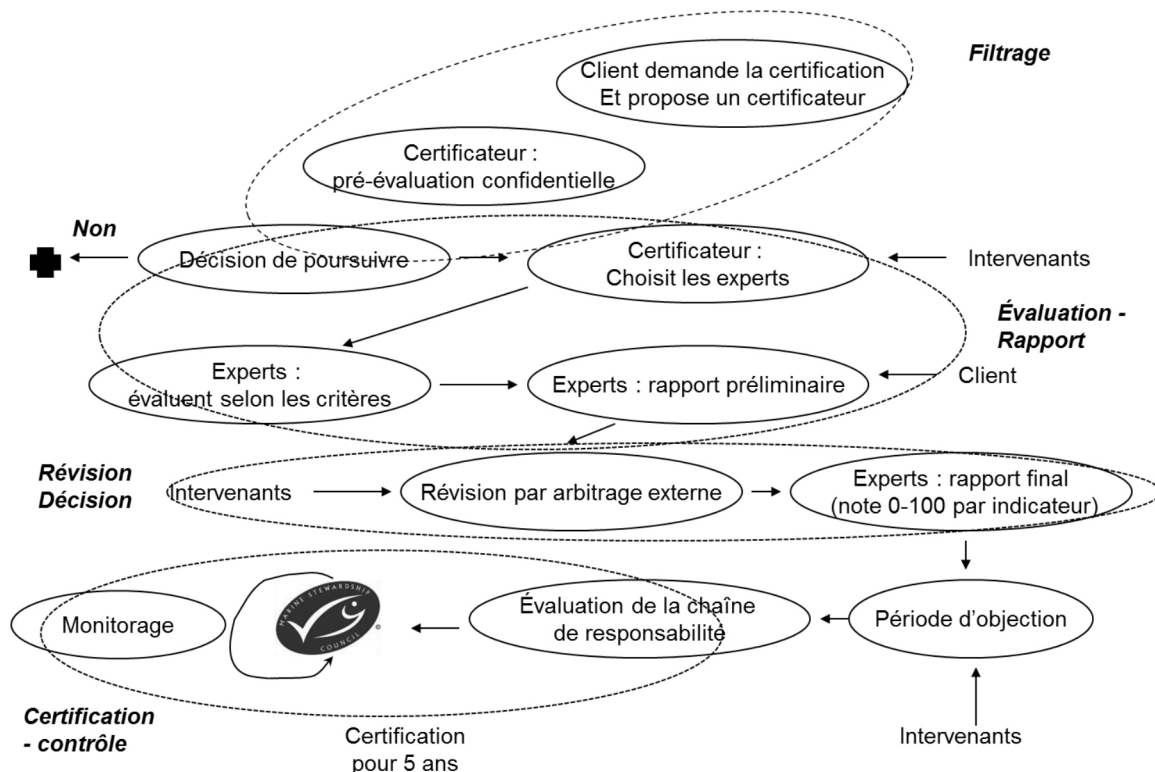 Filtrage
Client demande la certification
Et propose un certificateur
Certificateur :
pré-évaluation confidentielle
Non
Décision de poursuivre
Certificateur :
Choisit les experts
Intervenants
Évaluation -
Rapport
Experts :
évaluent selon les critères
Experts : rapport préliminaire
Client
Révision
Décision
Intervenants
Révision par arbitrage externe
Experts : rapport final
(note 0-100 par indicateur)
Monitorage
MARINE STEWARDSHIP
COUNCIL
©
Évaluation de la chaîne
de responsabilité
Période d’objection
Certification
- contrôle
Certification
pour 5 ans
Intervenants